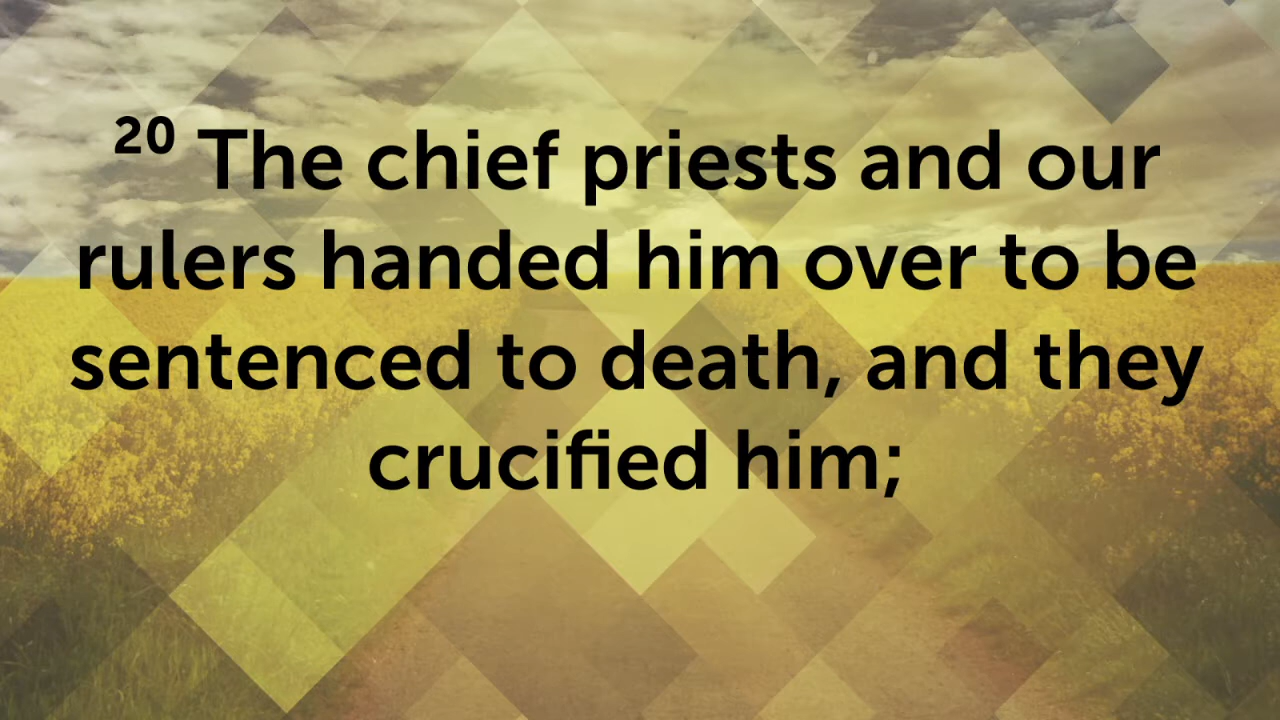 20 The chief priests and our
rulers handed him over to be
sentenced to death, and they
crucified him;